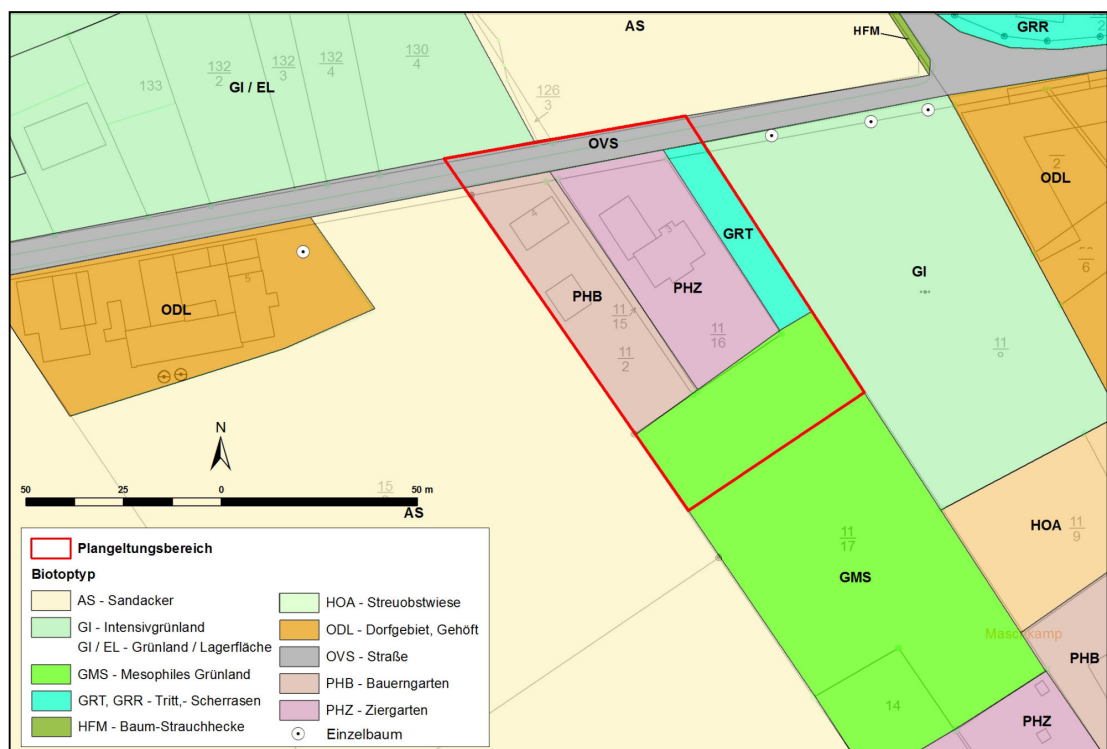 AS
HFM
GRR
2
133
132
2
132
3
132
4
130
4
GI / EL
126
3
OVS
2
ODL
6
4
3
GRT
GI
5
ODL
PHB
PHZ
11
15
11
16
11
2
11
N
50 25 0 50 m
15
AS
HOA
11
9
11
17
GMS
Maschkamp
PHB
14
PHZ
Plangeltungsbereich
Biotoptyp
AS - Sandacker
GI - Intensivgrünland
GI / EL - Grünland / Lagerfläche
GMS - Mesophiles Grünland
GRT, GRR - Tritt,- Scherrasen
HFM - Baum-Strauchhecke
HOA - Streuobstwiese
ODL - Dorfgebiet, Gehöft
OVS - Straße
PHB - Bauerngarten
PHZ - Ziergarten
Einzelbaum